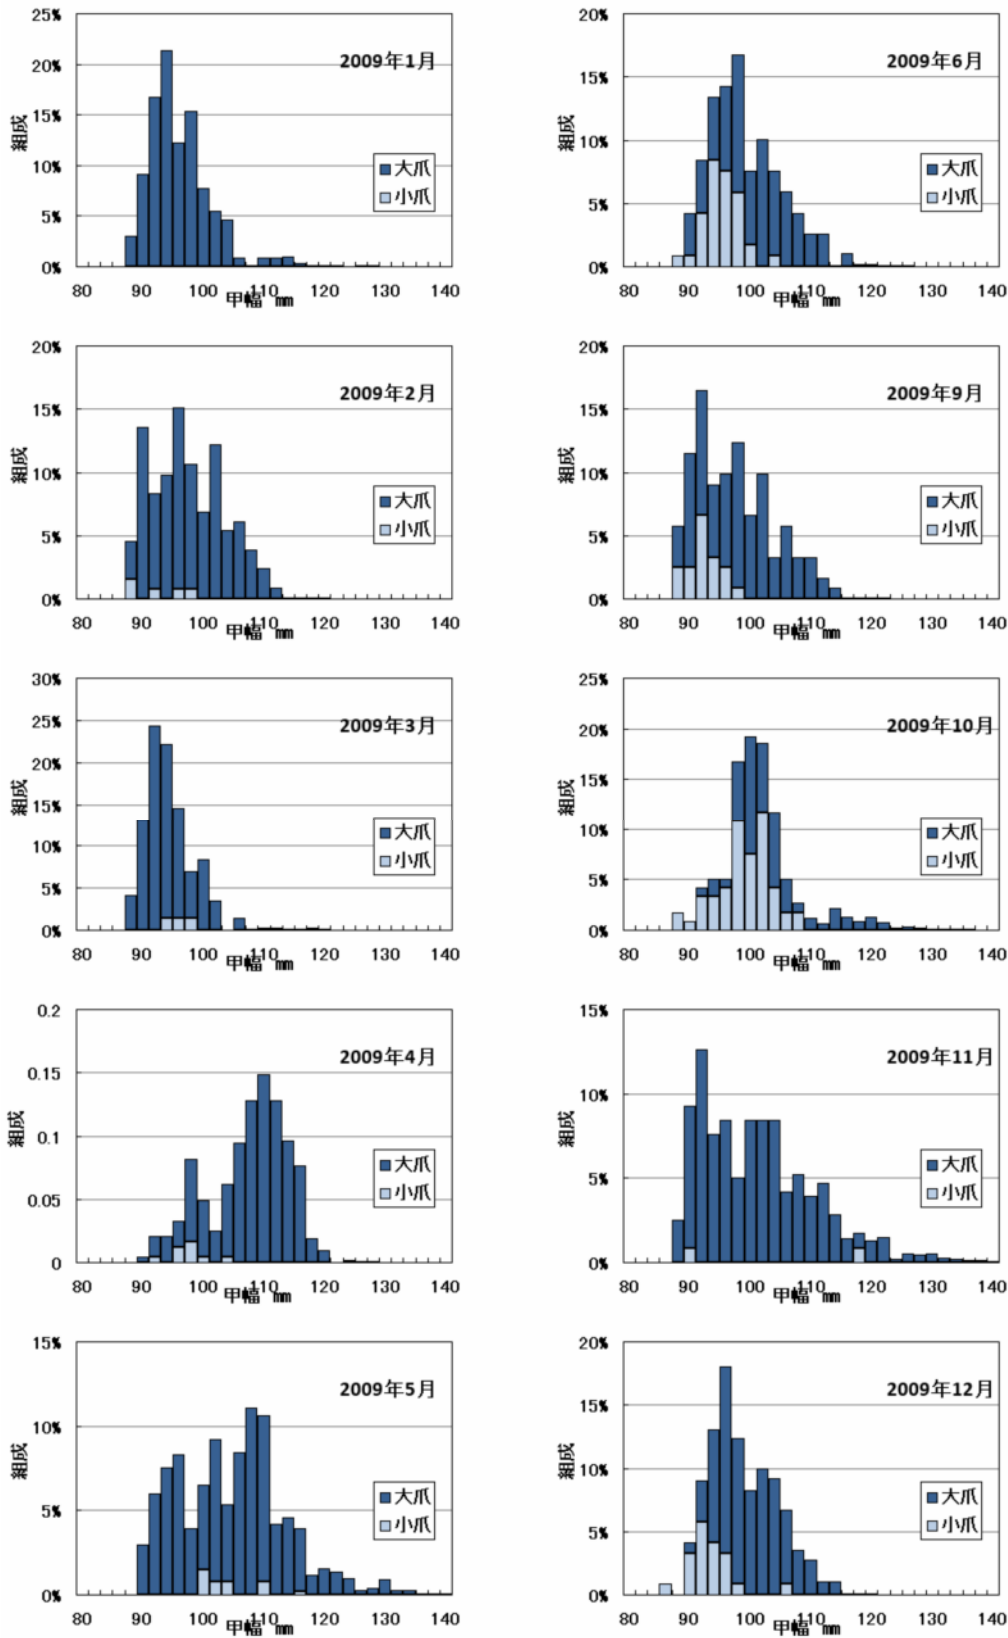 25%
20%
15%
10%
5%
0%
組成
2009年1月
大爪
小爪
80 90 100 110 120 130 140
甲幅 mm
20%
15%
10%
5%
0%
組成
2009年2月
大爪
小爪
80 90 100 110 120 130 140
甲幅 mm
30%
25%
20%
15%
10%
5%
0%
組成
2009年3月
大爪
小爪
80 90 100 110 120 130 140
甲幅 mm
0.2
0.15
0.1
0.05
0
組成
2009年4月
大爪
小爪
80 90 100 110 120 130 140
甲幅 mm
15%
10%
5%
0%
組成
2009年5月
大爪
小爪
80 90 100 110 120 130 140
甲幅 mm
20%
15%
10%
5%
0%
組成
2009年6月
大爪
小爪
80 90 100 110 120 130 140
甲幅 mm
20%
15%
10%
5%
0%
組成
2009年9月
大爪
小爪
80 90 100 110 120 130 140
甲幅 mm
25%
20%
15%
10%
5%
0%
組成
2009年10月
大爪
小爪
80 90 100 110 120 130 140
甲幅 mm
15%
10%
5%
0%
組成
2009年11月
大爪
小爪
80 90 100 110 120 130 140
甲幅 mm
20%
15%
10%
5%
0%
組成
2009年12月
大爪
小爪
80 90 100 110 120 130 140
甲幅 mm